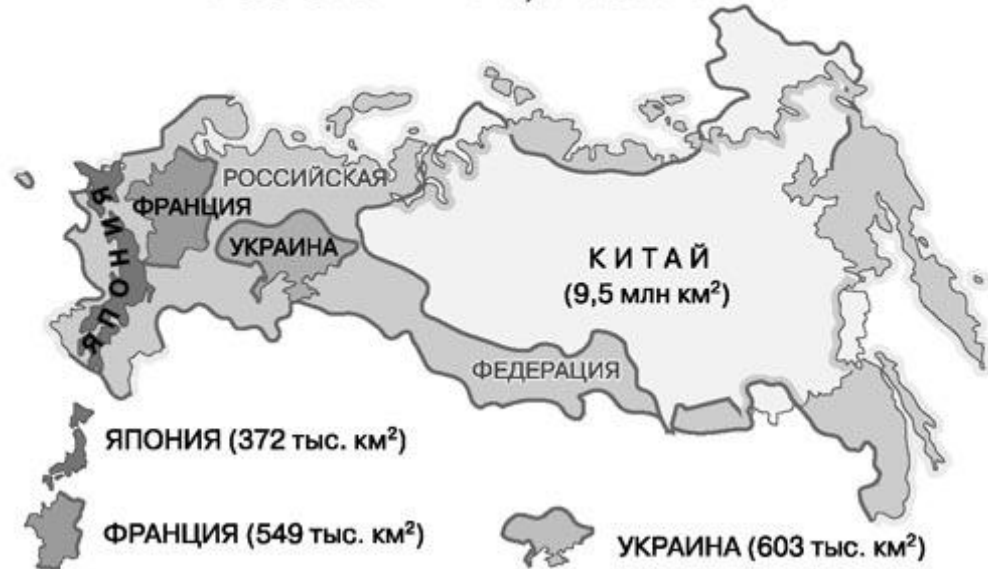 РОССИЙСКАЯ
ФРАНЦИЯ
УКРАИНА
ЯПОНИЯ
К И Т А Й
(9,5 млн км²)
ФЕДЕРАЦИЯ
ЯПОНИЯ (372 тыс. км²)
ФРАНЦИЯ (549 тыс. км²)
УКРАИНА (603 тыс. км²)